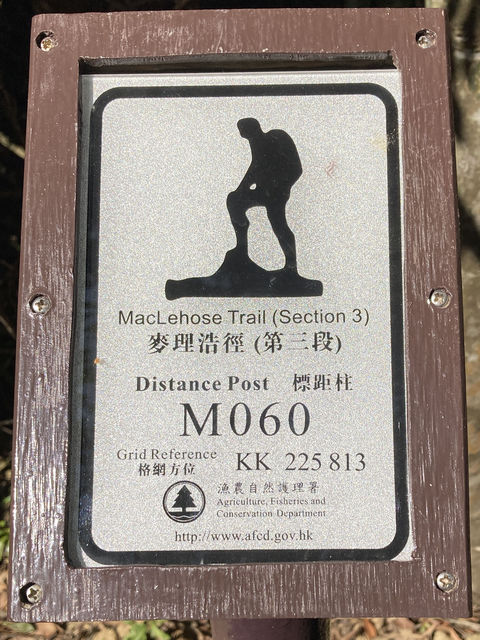 MacLehose Trail (Section 3)
麥理浩徑 (第三段)
Distance Post 標距柱
M060
Grid Reference KK 225 813
格網方位
漁農自然護理署
Agriculture, Fisheries and
Conservation Department
http://www.afcd.gov.hk